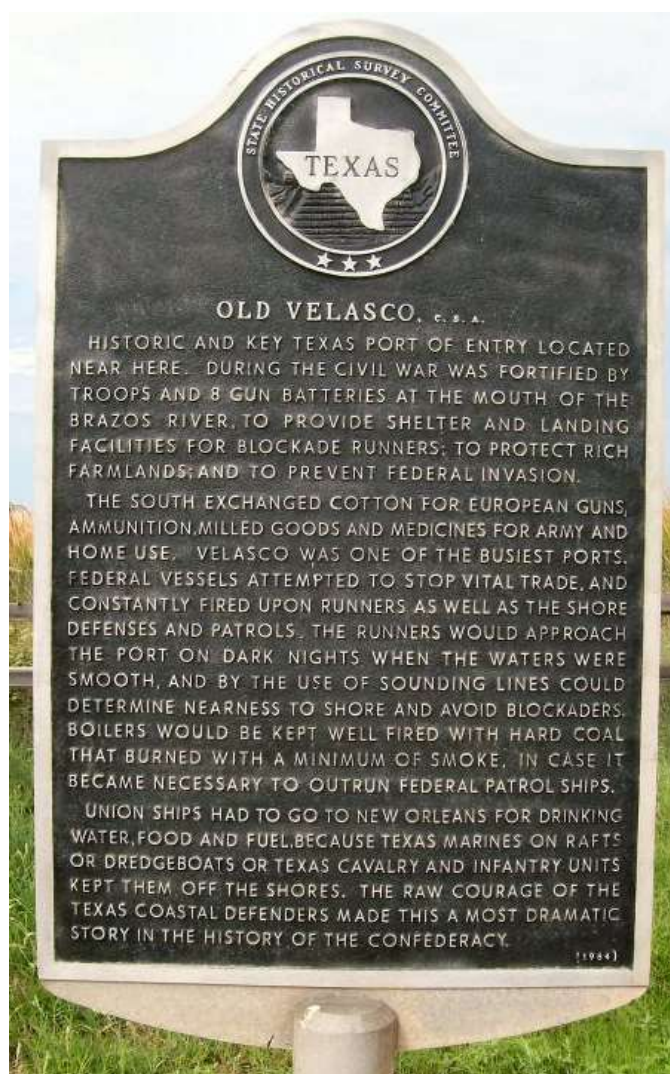 STATE HISTORICAL SURVEY COMMITTEE
TEXAS
OLD VELASCO, C. S. A.
HISTORIC AND KEY TEXAS PORT OF ENTRY LOCATED
NEAR HERE. DURING THE CIVIL WAR WAS FORTIFIED BY
TROOPS AND 8 GUN BATTERIES AT THE MOUTH OF THE
BRAZOS RIVER, TO PROVIDE SHELTER AND LANDING
FACILITIES FOR BLOCKADE RUNNERS; TO PROTECT RICH
FARMLANDS; AND TO PREVENT FEDERAL INVASION.
THE SOUTH EXCHANGED COTTON FOR EUROPEAN GUNS,
AMMUNITION, MILLED GOODS AND MEDICINES FOR ARMY AND
HOME USE. VELASCO WAS ONE OF THE BUSIEST PORTS.
FEDERAL VESSELS ATTEMPTED TO STOP VITAL TRADE, AND
CONSTANTLY FIRED UPON RUNNERS AS WELL AS THE SHORE
DEFENSES AND PATROLS. THE RUNNERS WOULD APPROACH
THE PORT ON DARK NIGHTS WHEN THE WATERS WERE
SMOOTH, AND BY THE USE OF SOUNDING LINES COULD
DETERMINE NEARNESS TO SHORE AND AVOID BLOCKADERS.
BOILERS WOULD BE KEPT WELL FIRED WITH HARD COAL
THAT BURNED WITH A MINIMUM OF SMOKE, IN CASE IT
BECAME NECESSARY TO OUTRUN FEDERAL PATROL SHIPS.
UNION SHIPS HAD TO GO TO NEW ORLEANS FOR DRINKING
WATER, FOOD AND FUEL, BECAUSE TEXAS MARINES ON RAFTS
OR DREDGEBOATS OR TEXAS CAVALRY AND INFANTRY UNITS
KEPT THEM OFF THE SHORES. THE RAW COURAGE OF THE
TEXAS COASTAL DEFENDERS MADE THIS A MOST DRAMATIC
STORY IN THE HISTORY OF THE CONFEDERACY.
(1964)